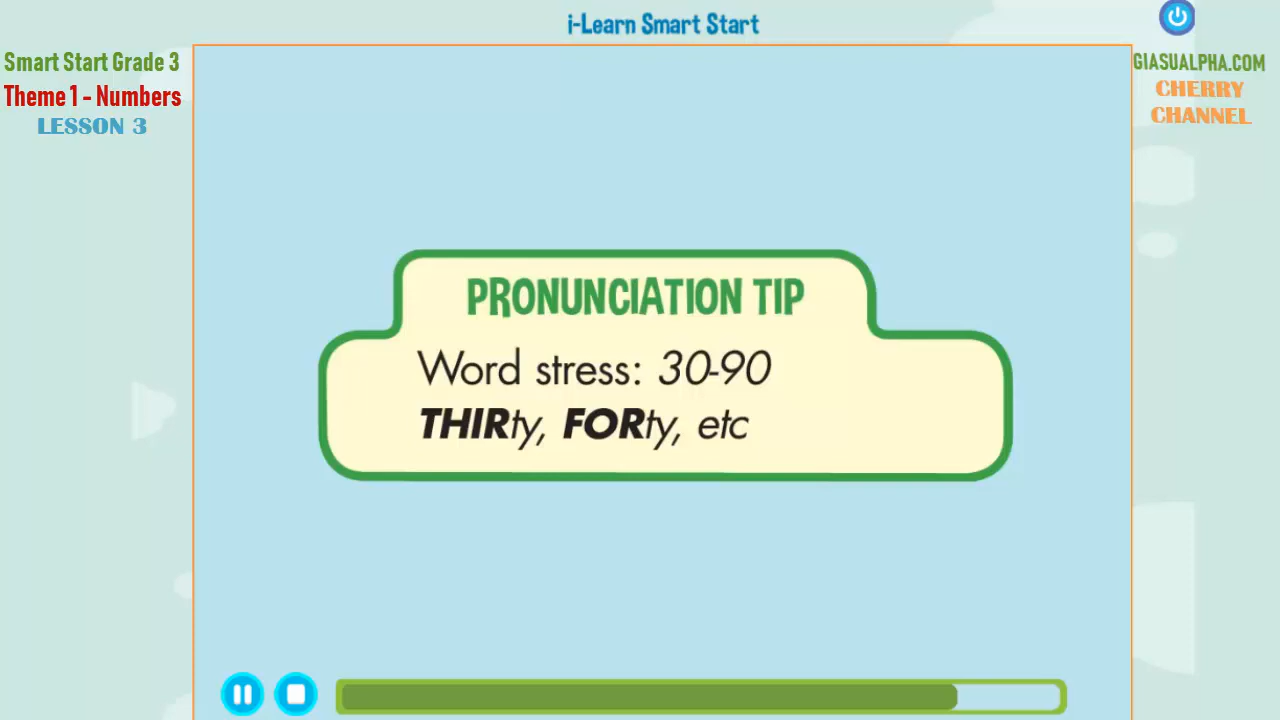 i-Learn Smart Start
Smart Start Grade 3
Theme 1 - Numbers
LESSON 3
GIASUALPHA.COM
CHERRY
CHANNEL
PRONUNCIATION TIP
Word stress: 30-90
THIRty, FORty, etc